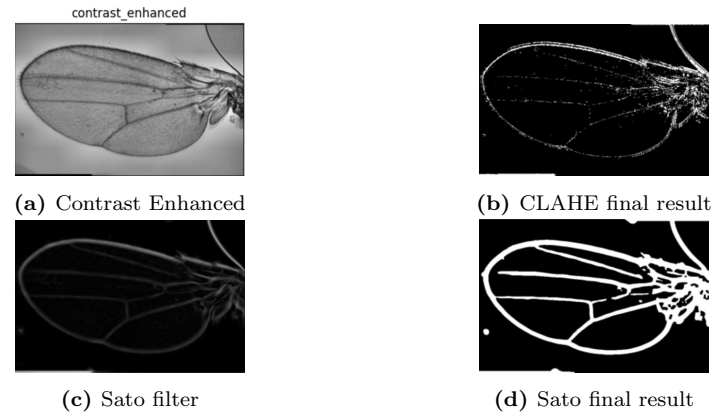 contrast_enhanced
(a) Contrast Enhanced
(b) CLAHE final result
(c) Sato filter
(d) Sato final result